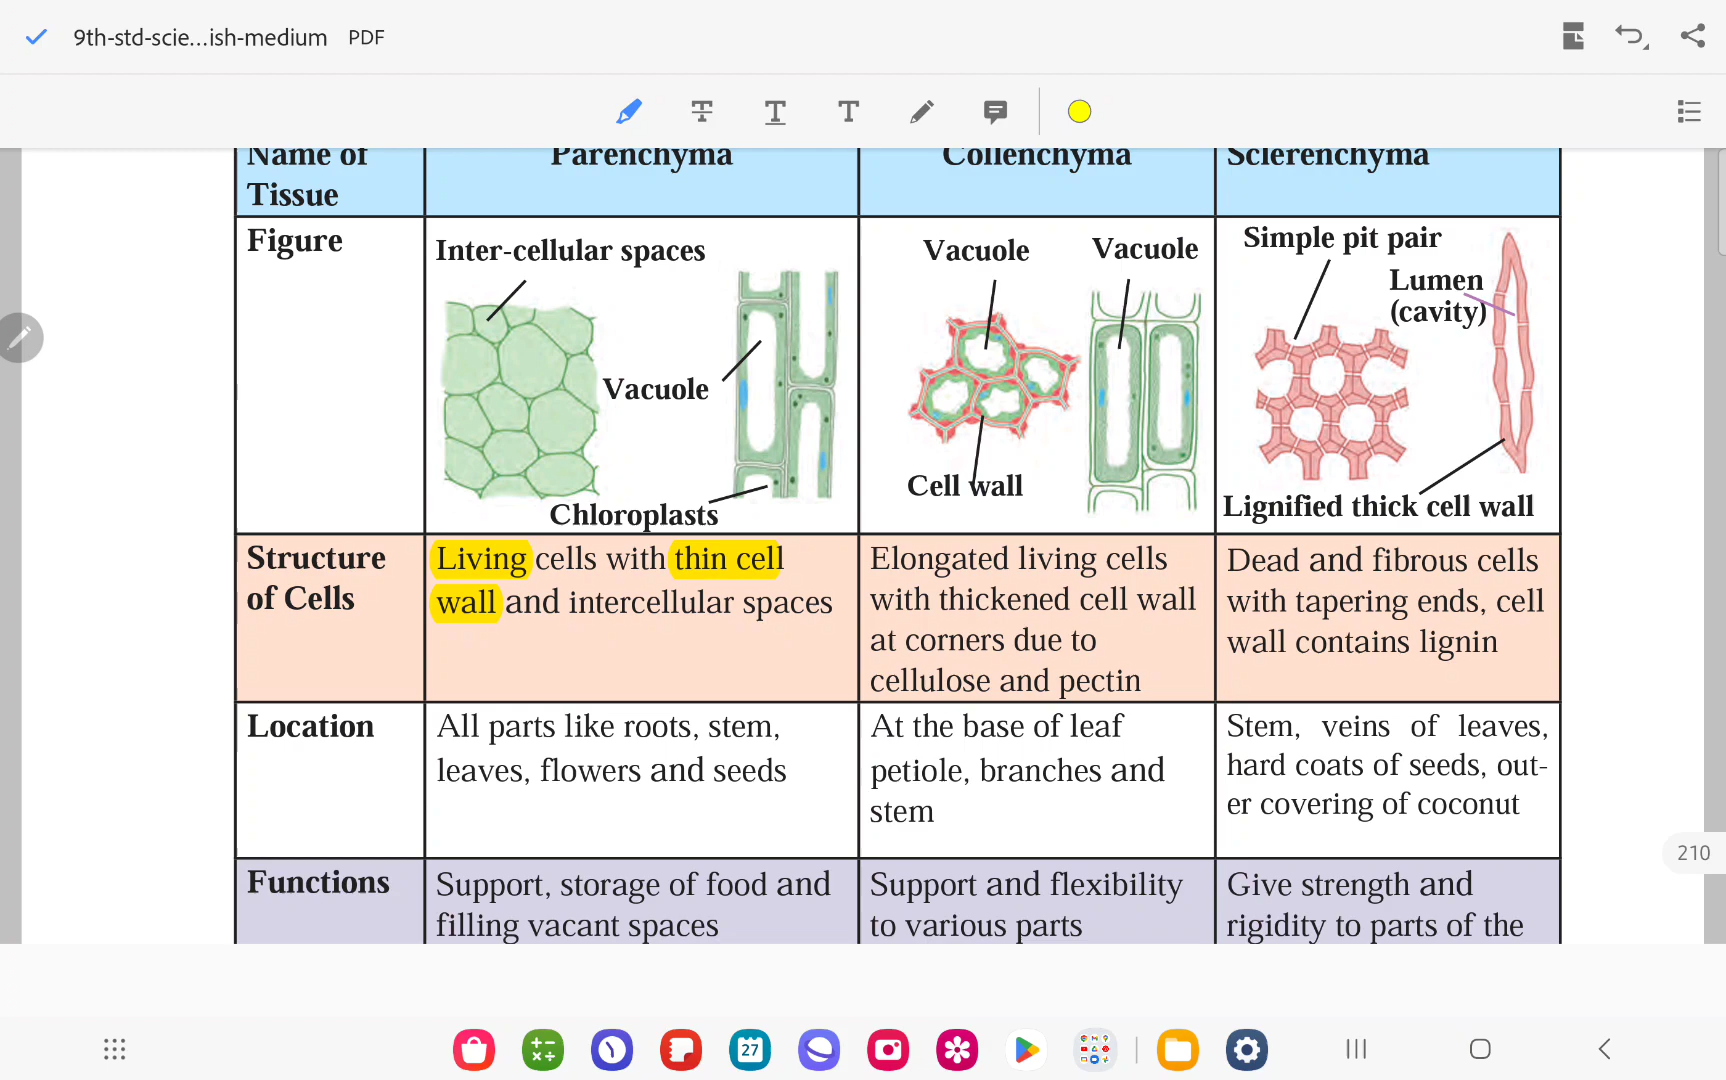 9th-std-scie...ish-medium PDF
Name of
Tissue
Parenchyma
Collenchyma
Sclerenchyma
Figure
Inter-cellular spaces
Vacuole
Chloroplasts
Vacuole
Vacuole
Cell wall
Simple pit pair
Lumen
(cavity)
Lignified thick cell wall
Structure
of Cells
Living cells with thin cell
wall and intercellular spaces
Elongated living cells
with thickened cell wall
at corners due to
cellulose and pectin
Dead and fibrous cells
with tapering ends, cell
wall contains lignin
Location
All parts like roots, stem,
leaves, flowers and seeds
At the base of leaf
petiole, branches and
stem
Stem, veins of leaves,
hard coats of seeds, out-
er covering of coconut
210
Functions
Support, storage of food and
filling vacant spaces
Support and flexibility
to various parts
Give strength and
rigidity to parts of the
27